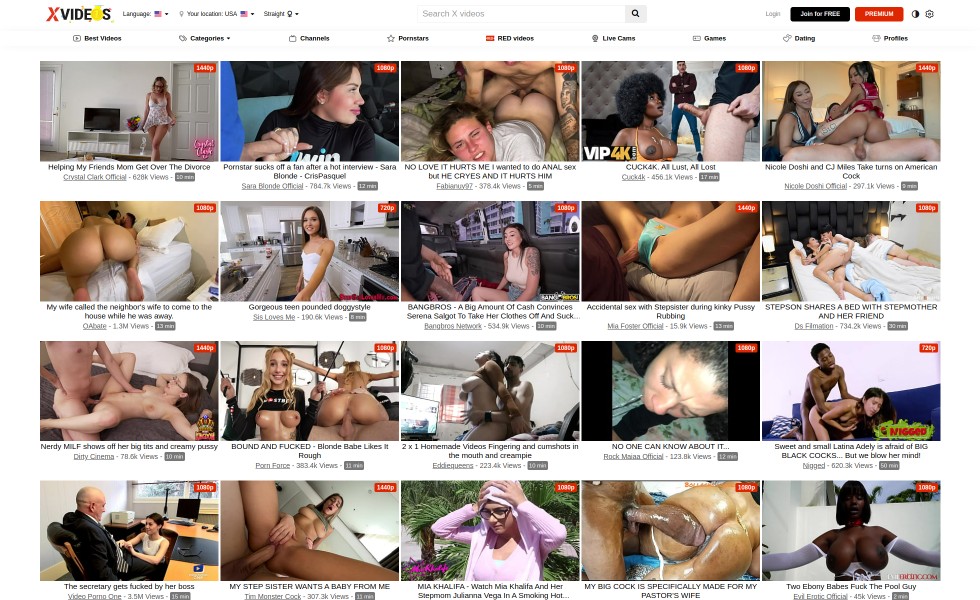 XVIDEOS Language: Your location: USA Straight Search X videos Login Join for FREE PREMIUM
Best Videos Categories Channels Pornstars RED videos Live Cams Games Dating Profiles
1440p 1080p 1080p 1080p 1440p
VIP4K
Helping My Friends Mom Get Over The Divorce
Crystal Clark Official - 628k Views - 10 min
Pornstar sucks off a fan after a hot interview - Sara
Blonde - CrisPasquel
Sara Blonde Official - 784.7k Views - 12 min
NO LOVE IT HURTS ME I wanted to do ANAL sex
but HE CRYES AND IT HURTS HIM
Fabianuv97 - 378.4k Views - 5 min
CUCK4K. All Lust, All Lost
Cuck4k - 456.1k Views - 17 min
Nicole Doshi and CJ Miles Take turns on American
Cock
Nicole Doshi Official - 297.1k Views - 9 min
1080p 720p 1080p 1440p 1080p
BANGBROS
My wife called the neighbor's wife to come to the
house while he was away.
OAbate - 1.3M Views - 13 min
Gorgeous teen pounded doggystyle
Sis Loves Me - 190.6k Views - 8 min
BANGBROS - A Big Amount Of Cash Convinces
Serena Salgot To Take Her Clothes Off And Suck...
Bangbros Network - 534.9k Views - 10 min
Accidental sex with Stepsister during kinky Pussy
Rubbing
Mia Foster Official - 15.9k Views - 13 min
STEPSON SHARES A BED WITH STEPMOTHER
AND HER FRIEND
Ds Filmation - 734.2k Views - 30 min
1440p 1080p 1080p 1080p 720p
Nerdy MILF shows off her big tits and creamy pussy
Dirty Cinema - 78.6k Views - 10 min
BOUND AND FUCKED - Blonde Babe Likes It
Rough
Porn Force - 383.4k Views - 11 min
2 x 1 Homemade Videos Fingering and cumshots in
the mouth and creampie
Eddiequeens - 223.4k Views - 10 min
NO ONE CAN KNOW ABOUT IT...
Rock Maiaa Official - 123.8k Views - 12 min
NIGGED
Sweet and small Latina Adely is afraid of BIG
BLACK COCKS... But we blow her mind!
Nigged - 620.3k Views - 50 min
1080p 1440p 1080p 1080p 1080p
The secretary gets fucked by her boss
Video Porno One - 3.5M Views - 15 min
MY STEP SISTER WANTS A BABY FROM ME
Tim Monster Cock - 307.3k Views - 11 min
MIA KHALIFA - Watch Mia Khalifa And Her
Stepmom Julianna Vega In A Smoking Hot...
MY BIG COCK IS SPECIFICALLY MADE FOR MY
PASTOR'S WIFE
Two Ebony Babes Fuck The Pool Guy
Evil Erotic Official - 45k Views - 2 min